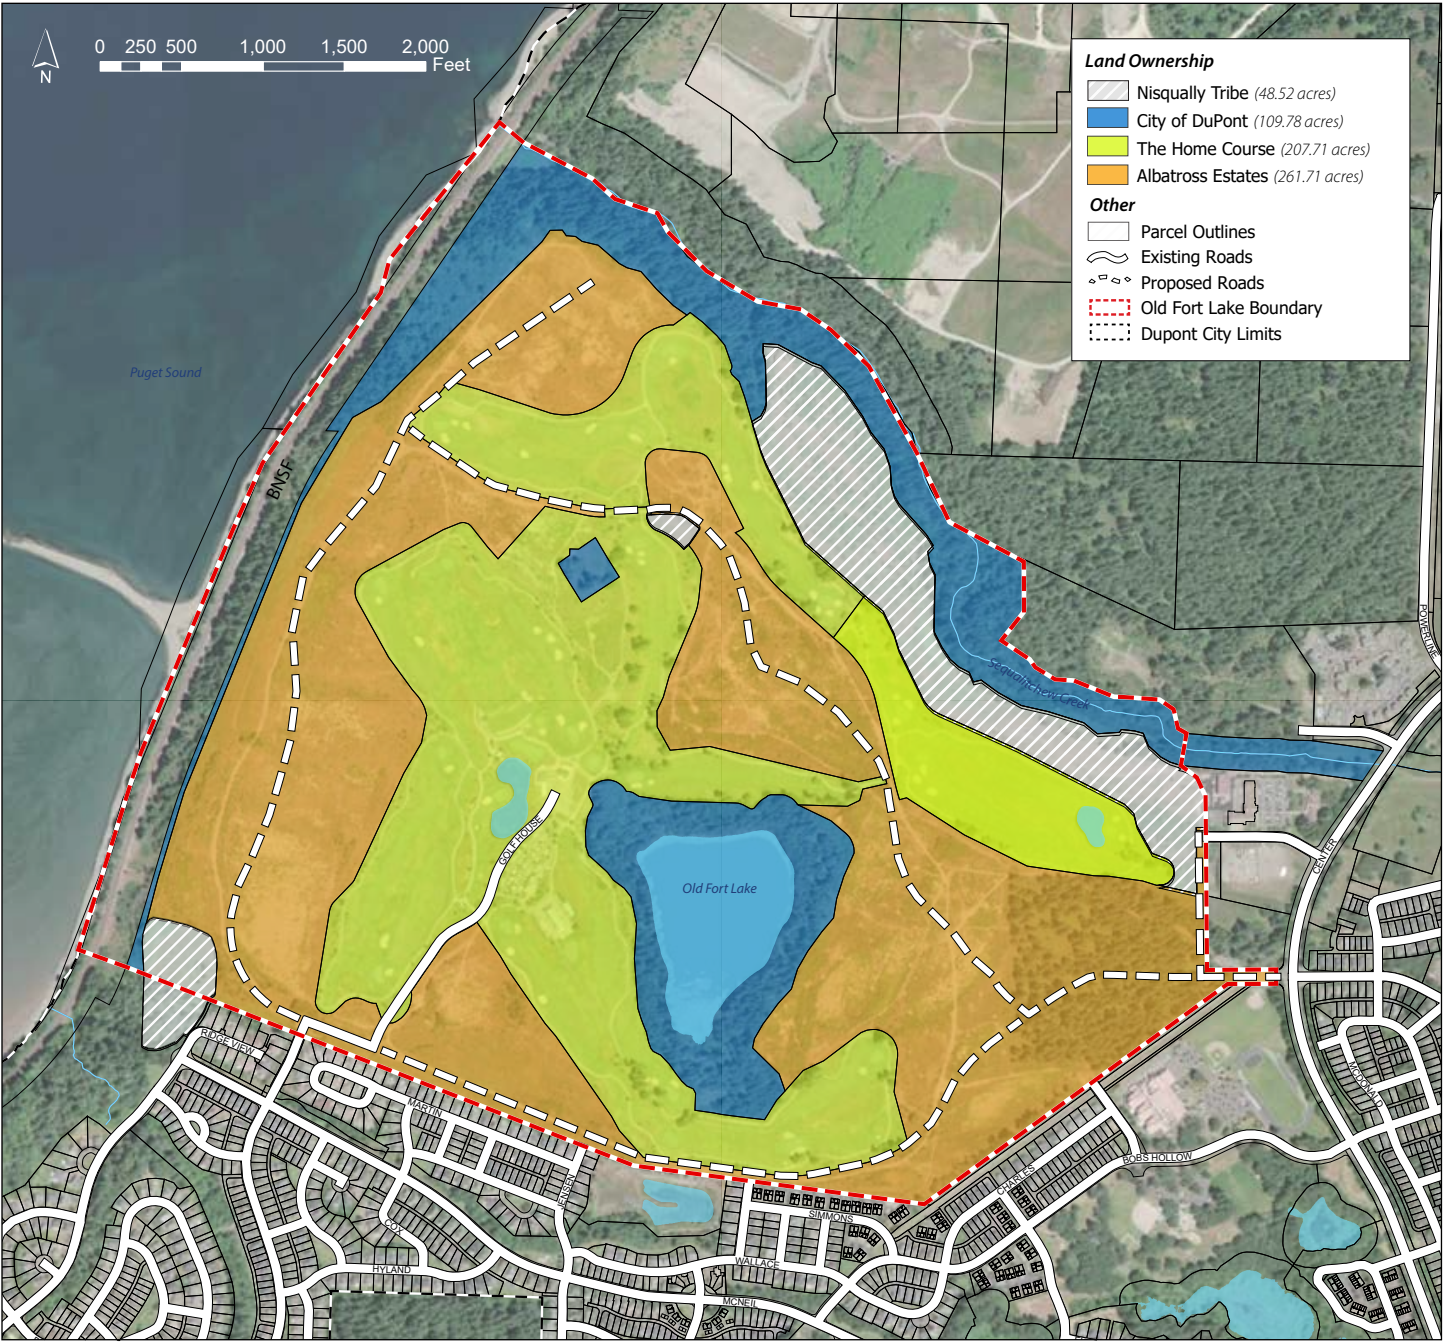 0 250 500 1,000 1,500 2,000
Feet
N
Land Ownership
Nisqually Tribe (48.52 acres)
City of DuPont (109.78 acres)
The Home Course (207.71 acres)
Albatross Estates (261.71 acres)
Other
Parcel Outlines
Existing Roads
Proposed Roads
Old Fort Lake Boundary
Dupont City Limits
Puget Sound
BNSF
POWERLINE
Sequalitchew Creek
GOLF HOUSE
CENTER
Old Fort Lake
RIDGE VIEW
MARTIN
MCDONALD
BOBS HOLLOW
CHARLES
JENSEN
SIMMONS
COX
WALLACE
HYLAND
MCNEIL